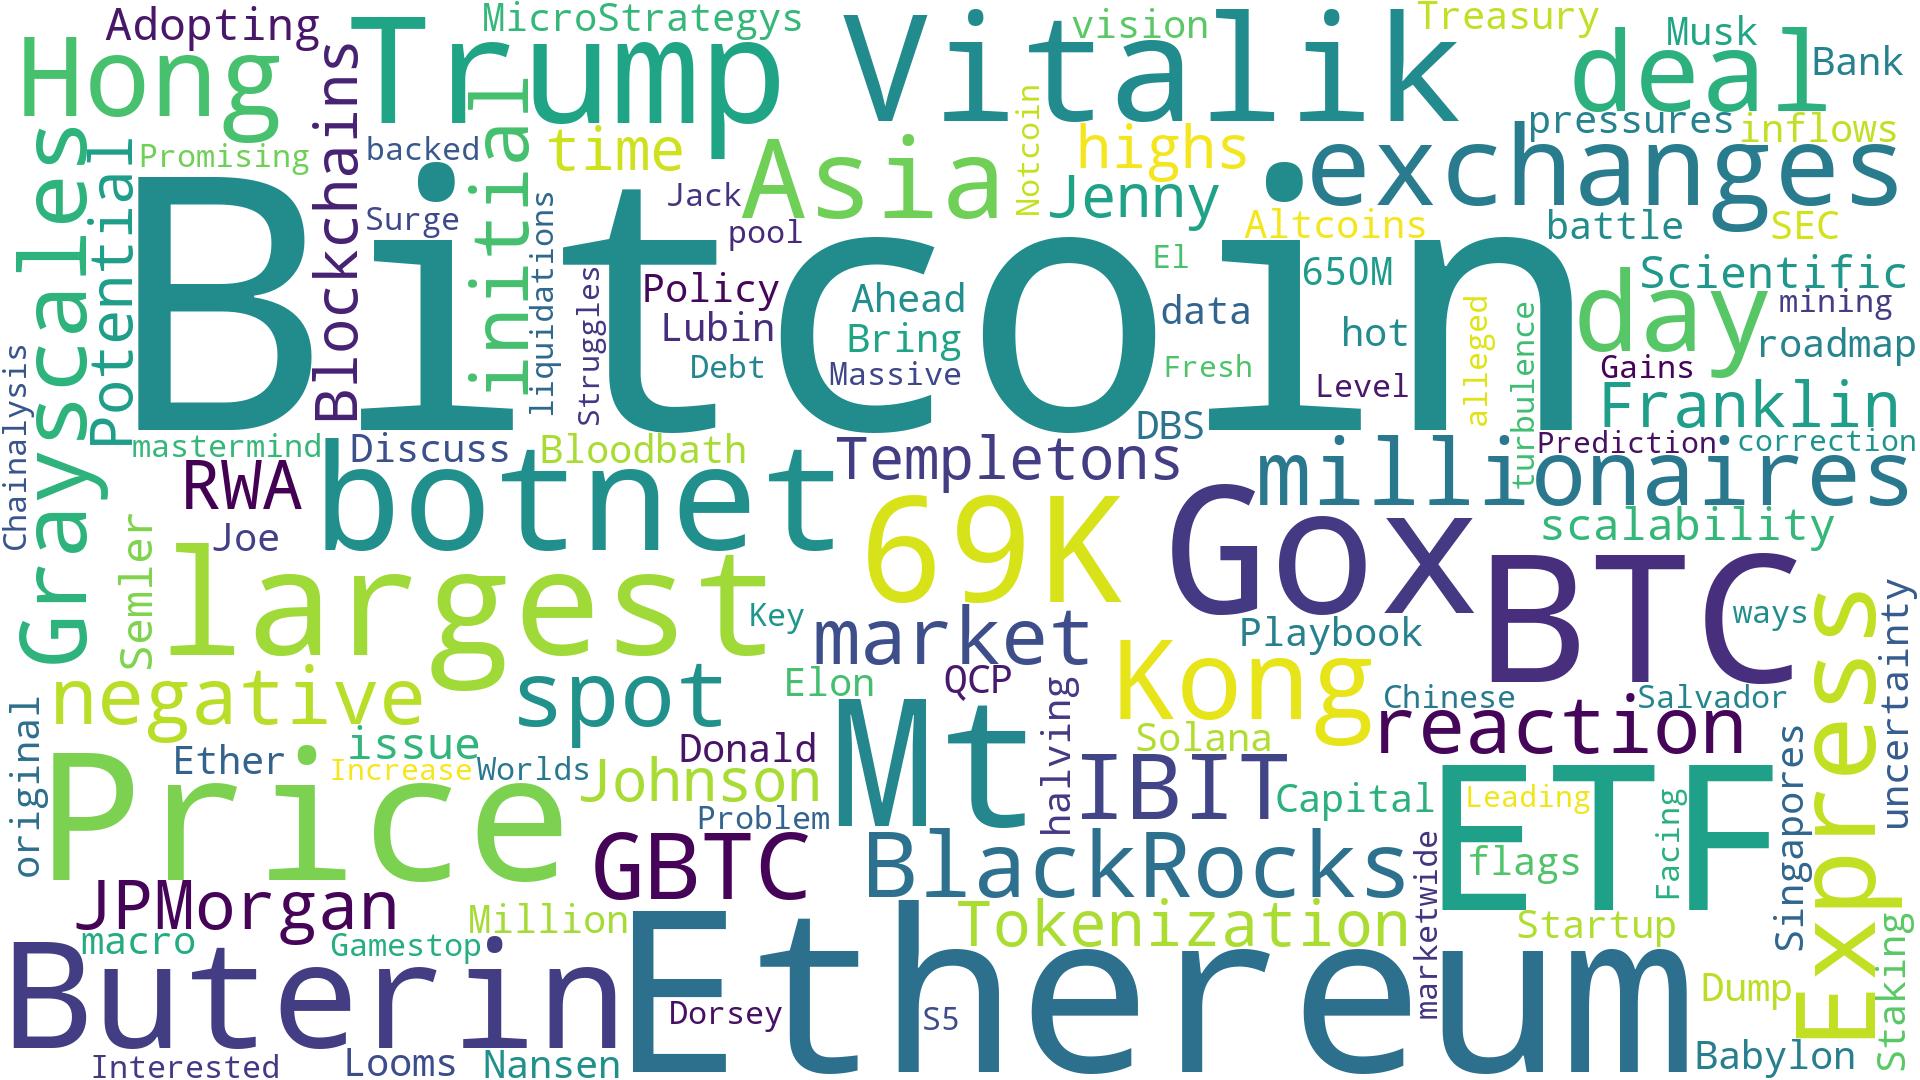 Adopting
MicroStrategys
vision
Treasury
Musk
Bank
Hong
Trump
Vitalik
deal
Blockchains
initial
pressures
inflows
Promising
backed
time
Asia
Notcoin
highs
exchanges
Grayscales
Potential
Jack
Jenny
Surge
liquidations
pool
Altcoins
battle
SEC
Bitcoin
El
650M
Scientific
Struggles
Policy
Ahead
data
day
mining
Lubin
Bring
hot
alleged
turbulence
roadmap
Debt
Massive
Fresh
Level
Gains
Chainalysis
DBS
Franklin
mastermind
Discuss
Bloodbath
Templetons
Prediction
correction
RWA
botnet
69K
Gox
millionaires
Joe
scalability
Semler
largest
Key
market
Playbook
BTC
ways
Express
uncertainty
negative
spot
Elon
QCP
halving
Kong
Chinese
Salvador
original
issue
Donald
Mt
Solana
reaction
Ether
Increase
Worlds
Johnson
IBIT
Singapores
Price
Problem
Capital
Leading
ETF
GBTC
BlackRocks
marketwide
flags
Facing
JPMorgan
Million
Tokenization
Startup
Staking
macro
Gamestop
Buterin
Ethereum
Dump
Dorsey
S5
Interested
Looms
Nansen
Babylon